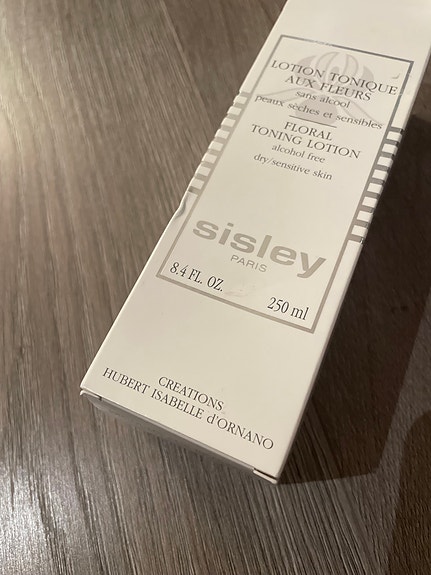 LOTION TONIQUE
AUX FLEURS
sans alcool
peaux sèches et sensibles
FLORAL
TONING LOTION
alcohol free
dry/sensitive skin
sisley
PARIS
8.4 FL. OZ.
250 ml
CREATIONS
HUBERT ISABELLE d'ORNANO